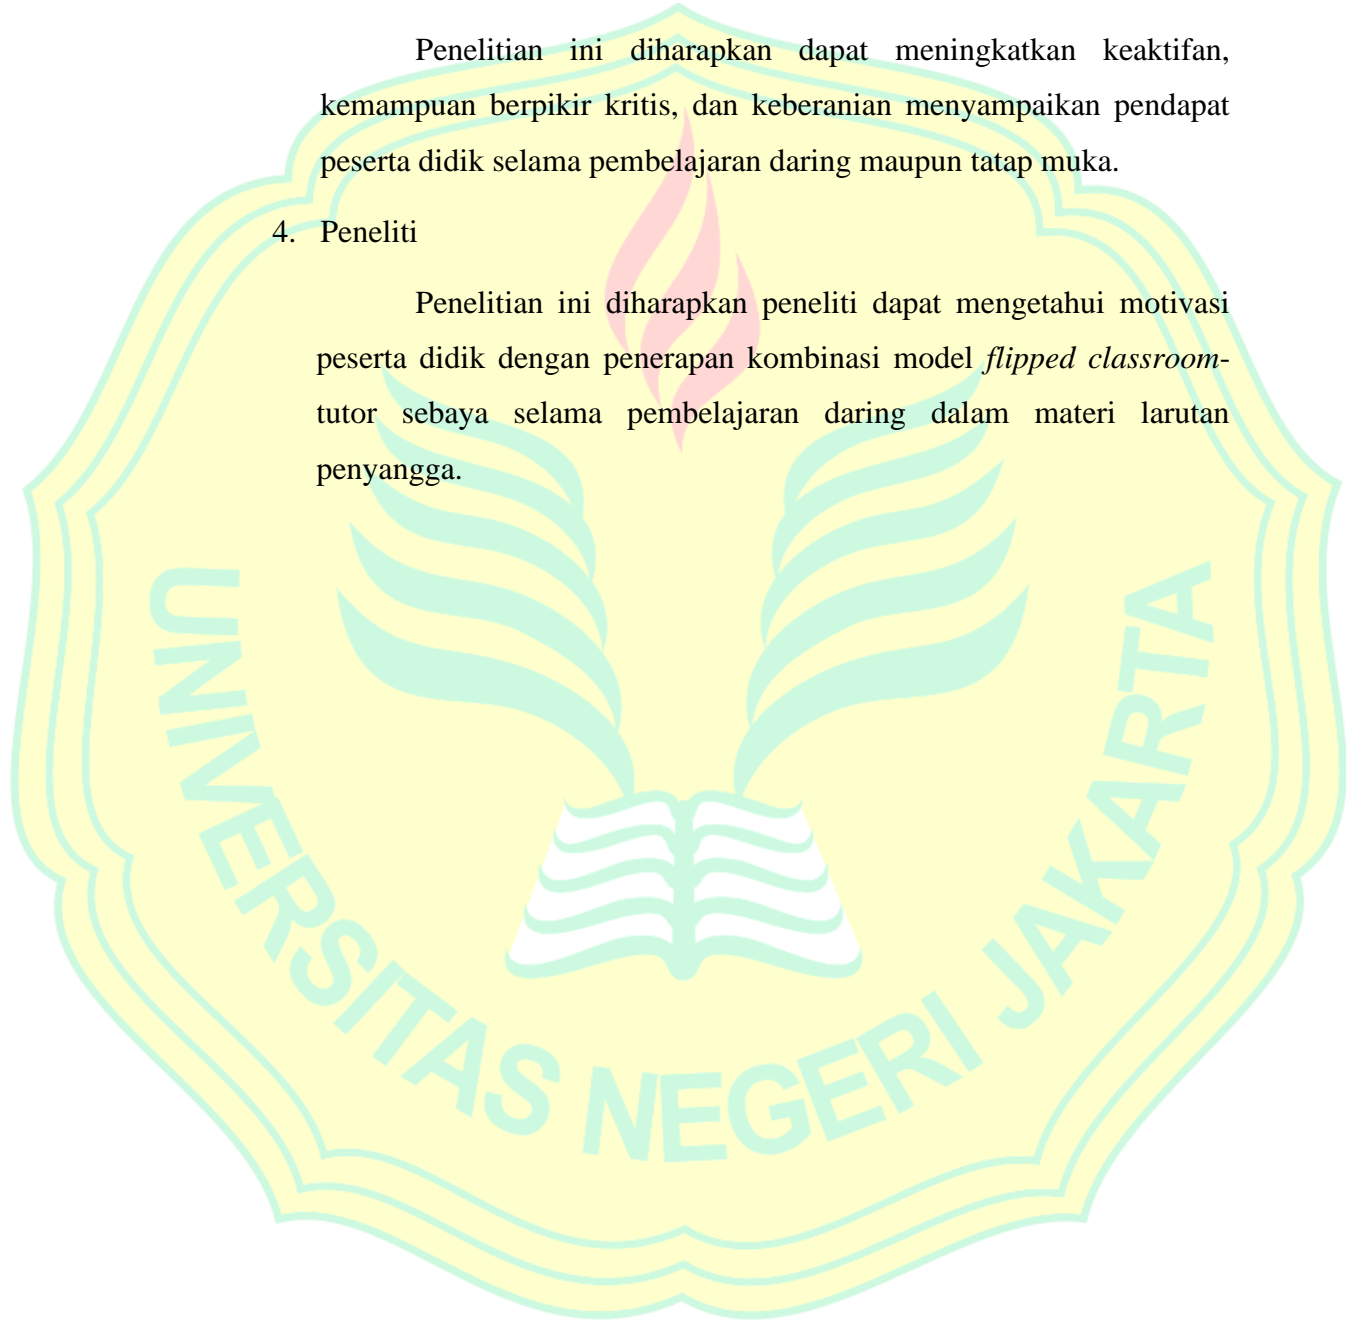 Penelitian ini diharapkan dapat meningkatkan keaktifan,
kemampuan berpikir kritis, dan keberanian menyampaikan pendapat
peserta didik selama pembelajaran daring maupun tatap muka.
4. Peneliti
Penelitian ini diharapkan peneliti dapat mengetahui motivasi
peserta didik dengan penerapan kombinasi model flipped classroom-
tutor sebaya selama pembelajaran daring dalam materi larutan
penyangga.
UNIVERSITAS NEGERI JAKARTA